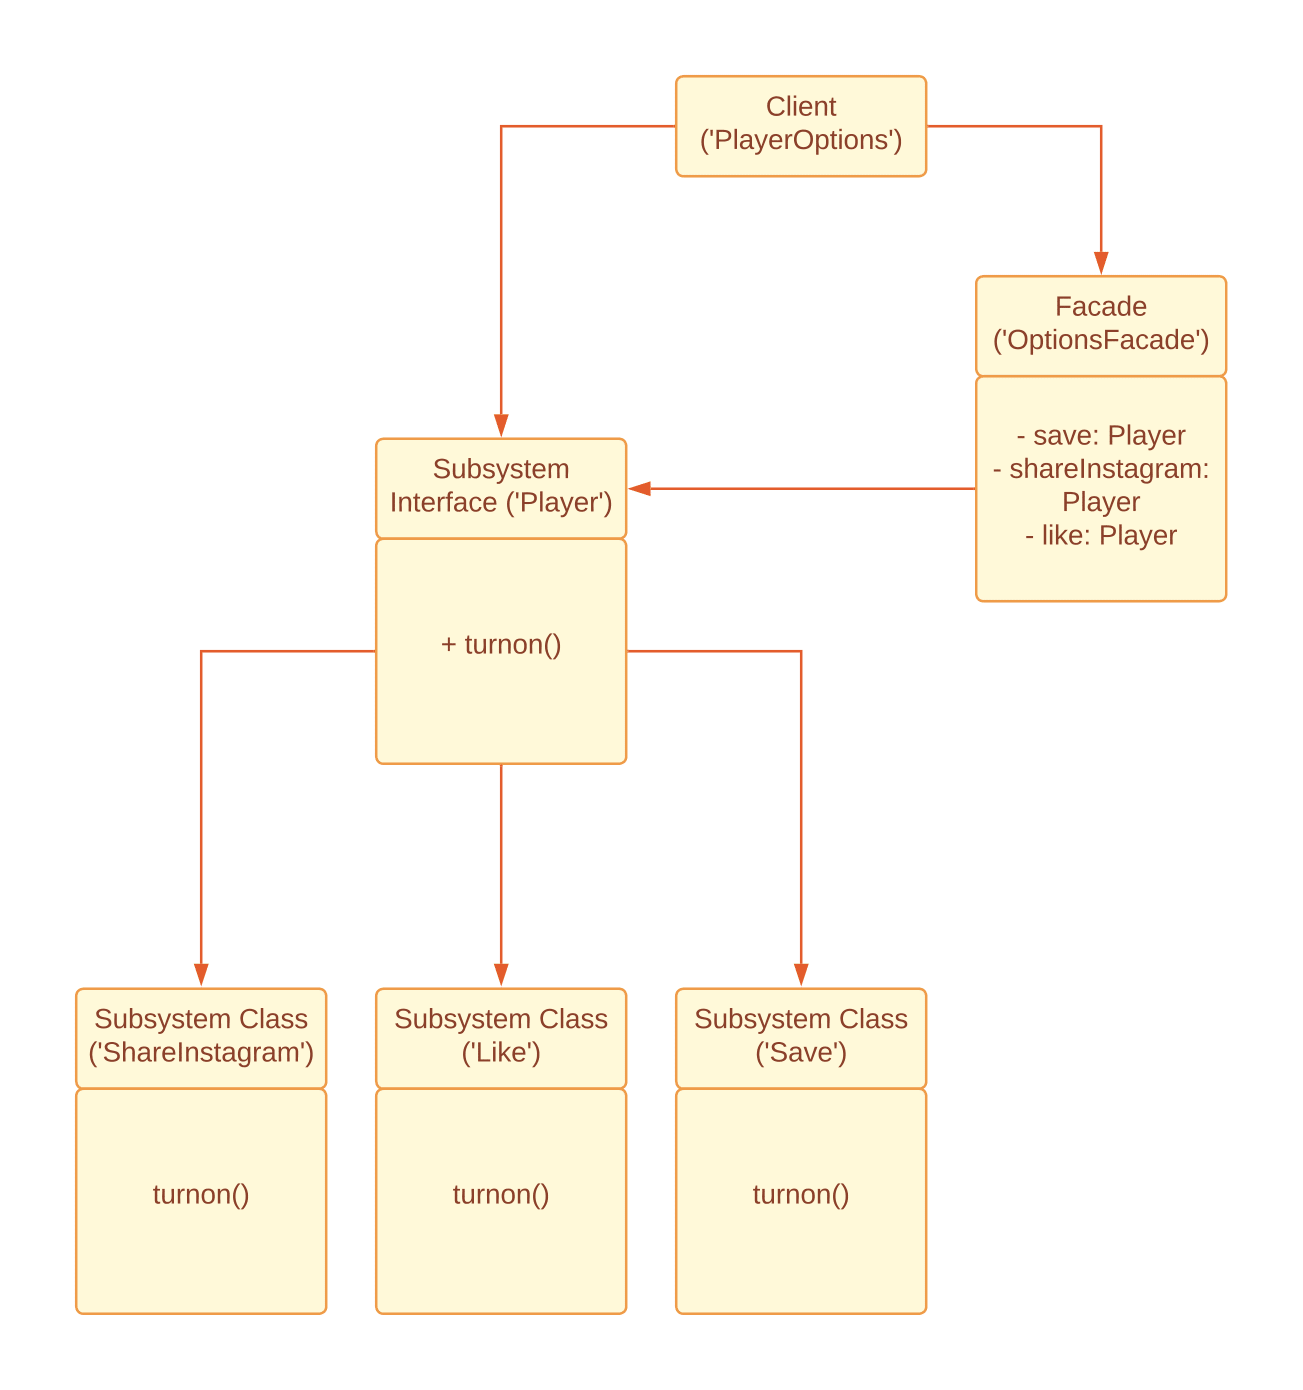 Client
('PlayerOptions')
Facade
('OptionsFacade')
- save: Player
- shareInstagram:
Player
- like: Player
Subsystem
Interface ('Player')
+ turnon()
Subsystem Class
('ShareInstagram')
turnon()
Subsystem Class
('Like')
turnon()
Subsystem Class
('Save')
turnon()